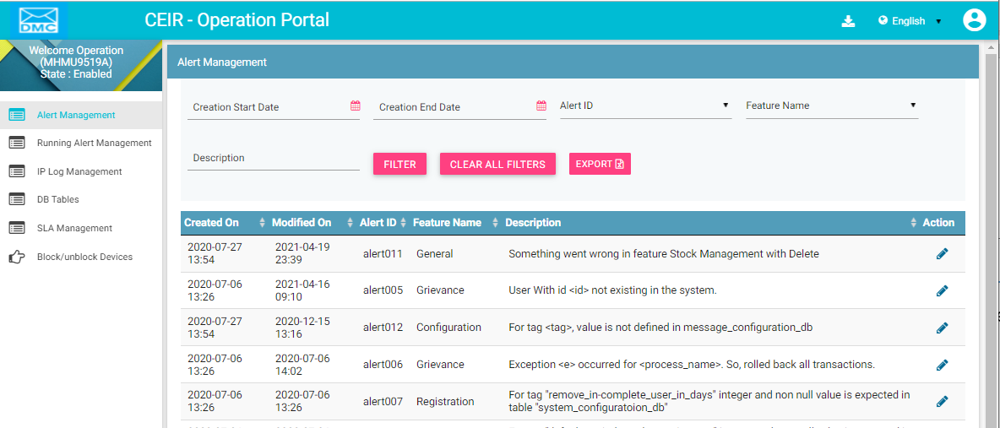 DMC
CEIR - Operation Portal
English
Welcome Operation
(MHMU9519A)
State : Enabled
Alert Management
Running Alert Management
IP Log Management
DB Tables
SLA Management
Block/unblock Devices
Alert Management
Creation Start Date
Creation End Date
Alert ID
Feature Name
Description
FILTER
CLEAR ALL FILTERS
EXPORT
Created On Modified On Alert ID Feature Name Description Action
2020-07-27 13:54 2021-04-19 23:39 alert011 General Something went wrong in feature Stock Management with Delete
2020-07-06 13:26 2021-04-16 09:10 alert005 Grievance User With id <id> not existing in the system.
2020-07-27 13:54 2020-12-15 13:16 alert012 Configuration For tag <tag>, value is not defined in message_configuration_db
2020-07-06 13:26 2020-07-06 14:02 alert006 Grievance Exception <e> occurred for <process_name>. So, rolled back all transactions.
2020-07-06 13:26 2020-07-06 13:26 alert007 Registration For tag "remove_in-complete_user_in_days" integer and non null value is expected in
table "system_configuratoion_db"